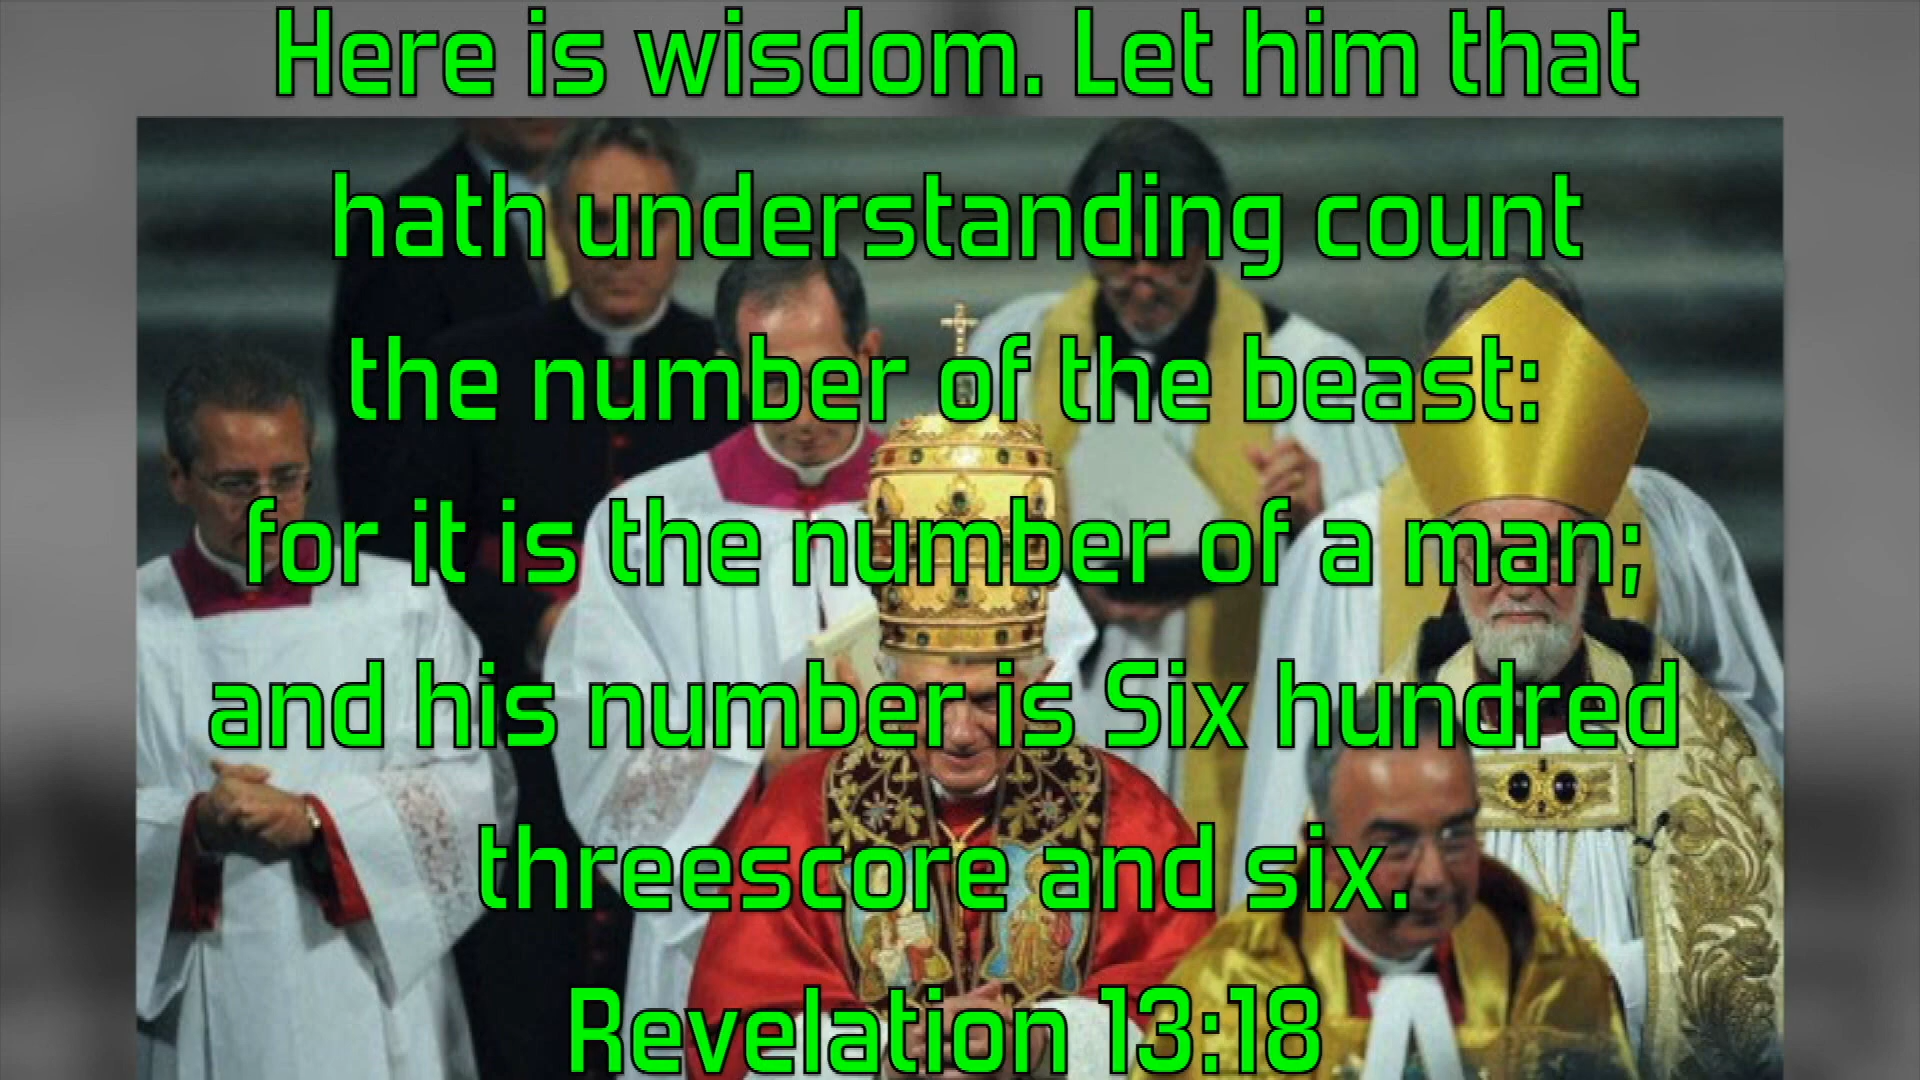 Here is wisdom. Let him that
hath understanding count
the number of the beast:
for it is the number of a man;
and his number is Six hundred
threescore and six.
Revelation 13:18